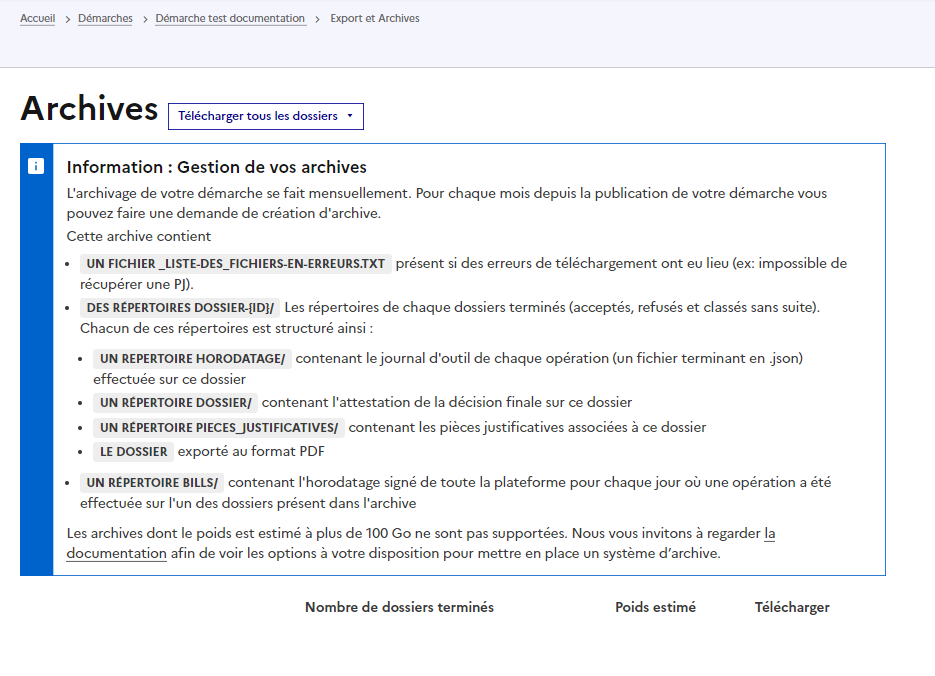 Accueil > Démarches > Démarche test documentation > Export et Archives
Archives Télécharger tous les dossiers
Information : Gestion de vos archives
L'archivage de votre démarche se fait mensuellement. Pour chaque mois depuis la publication de votre démarche vous
pouvez faire une demande de création d'archive.
Cette archive contient
• UN FICHIER _LISTE-DES_FICHIERS-EN-ERREURS.TXT présent si des erreurs de téléchargement ont eu lieu (ex: impossible de
récupérer une PJ).
• DES RÉPERTOIRES DOSSIER-{ID}/ Les répertoires de chaque dossiers terminés (acceptés, refusés et classés sans suite).
Chacun de ces répertoires est structuré ainsi :
• UN REPERTOIRE HORODATAGE/ contenant le journal d'outil de chaque opération (un fichier terminant en .json)
effectuée sur ce dossier
• UN RÉPERTOIRE DOSSIER/ contenant l'attestation de la décision finale sur ce dossier
• UN RÉPERTOIRE PIECES_JUSTIFICATIVES/ contenant les pièces justificatives associées à ce dossier
• LE DOSSIER exporté au format PDF
• UN RÉPERTOIRE BILLS/ contenant l'horodatage signé de toute la plateforme pour chaque jour où une opération a été
effectuée sur l'un des dossiers présent dans l'archive
Les archives dont le poids est estimé à plus de 100 Go ne sont pas supportées. Nous vous invitons à regarder la
documentation afin de voir les options à votre disposition pour mettre en place un système d’archive.
Nombre de dossiers terminés Poids estimé Télécharger